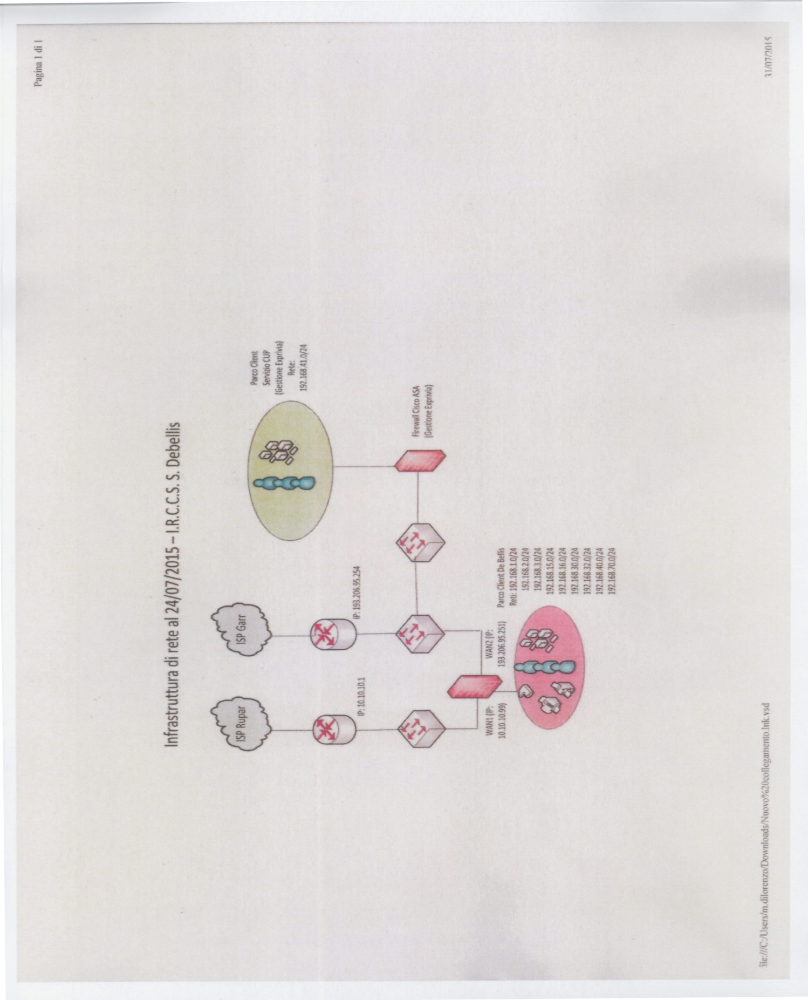 Pagina 1 di 1
Infrastruttura di rete al 24/07/2015 – I.R.C.C.S. S. Debellis
ISP Rupar
ISP Garr
Parco Client
Servizio CUP
(Gestione Exprivia)
Rete:
192.168.41.0/24
IP: 10.10.10.1
IP: 193.206.95.254
Firewall Cisco ASA
(Gestione Exprivia)
WAN1 (IP:
10.10.10.99)
WAN2 (IP:
193.206.95.251)
Parco Client De Bellis
Reti: 192.168.1.0/24
192.168.2.0/24
192.168.3.0/24
192.168.15.0/24
192.168.16.0/24
192.168.30.0/24
192.168.32.0/24
192.168.40.0/24
192.168.70.0/24
file:///C:/Users/m.dilorenzo/Downloads/Nuovo%20collegamento.lnk.vsd
31/07/2015